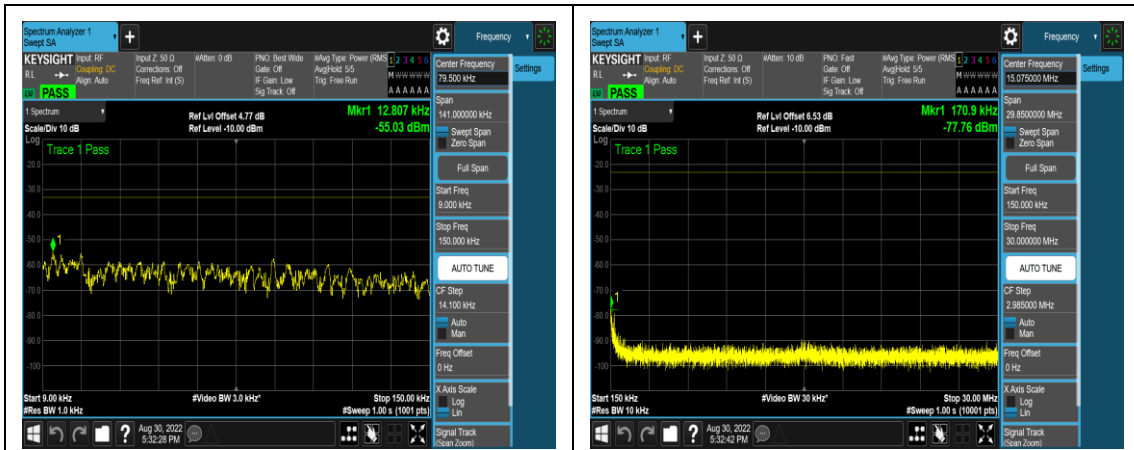 Spectrum Analyzer 1
Swept SA
+
Frequency
KEYSIGHT
RL
LW
PASS
Input: RF
Coupling: DC
Align: Auto
Input Z: 50 Ω
Corrections: Off
Freq Ref: Int (S)
#Atten: 0 dB
PNO: Best Wide
Gate: Off
IF Gain: Low
Sig Track: Off
#Avg Type: Power (RMS
Avg|Hold: 5/5
Trig: Free Run
1 2 3 4 5 6
M W W W W W
A A A A A A
1 Spectrum
Scale/Div 10 dB
Ref Lvl Offset 4.77 dB
Ref Level -10.00 dBm
Mkr1 12.807 kHz
-55.03 dBm
Log
Trace 1 Pass
-20.0
-30.0
-40.0
-50.0
-60.0
-70.0
-80.0
-90.0
-100
1
Start 9.00 kHz
#Res BW 1.0 kHz
#Video BW 3.0 kHz*
Stop 150.00 kHz
#Sweep 1.00 s (1001 pts)
Center Frequency
79.500 kHz
Settings
Span
141.000000 kHz
Swept Span
Zero Span
Full Span
Start Freq
9.000 kHz
Stop Freq
150.000 kHz
AUTO TUNE
CF Step
14.100 kHz
Auto
Man
Freq Offset
0 Hz
X Axis Scale
Log
Lin
Signal Track
(Span Zoom)
?
Aug 30, 2022
5:32:28 PM
Spectrum Analyzer 1
Swept SA
+
Frequency
KEYSIGHT
RL
LW
PASS
Input: RF
Coupling: DC
Align: Auto
Input Z: 50 Ω
Corrections: Off
Freq Ref: Int (S)
#Atten: 10 dB
PNO: Fast
Gate: Off
IF Gain: Low
Sig Track: Off
#Avg Type: Power (RMS
Avg|Hold: 5/5
Trig: Free Run
1 2 3 4 5 6
M W W W W W
A A A A A A
1 Spectrum
Scale/Div 10 dB
Ref Lvl Offset 6.53 dB
Ref Level -10.00 dBm
Mkr1 170.9 kHz
-77.76 dBm
Log
Trace 1 Pass
-20.0
-30.0
-40.0
-50.0
-60.0
-70.0
-80.0
-90.0
-100
1
Start 150 kHz
#Res BW 10 kHz
#Video BW 30 kHz*
Stop 30.00 MHz
#Sweep 1.00 s (10001 pts)
Center Frequency
15.075000 MHz
Settings
Span
29.8500000 MHz
Swept Span
Zero Span
Full Span
Start Freq
150.000 kHz
Stop Freq
30.000000 MHz
AUTO TUNE
CF Step
2.985000 MHz
Auto
Man
Freq Offset
0 Hz
X Axis Scale
Log
Lin
Signal Track
(Span Zoom)
?
Aug 30, 2022
5:32:42 PM